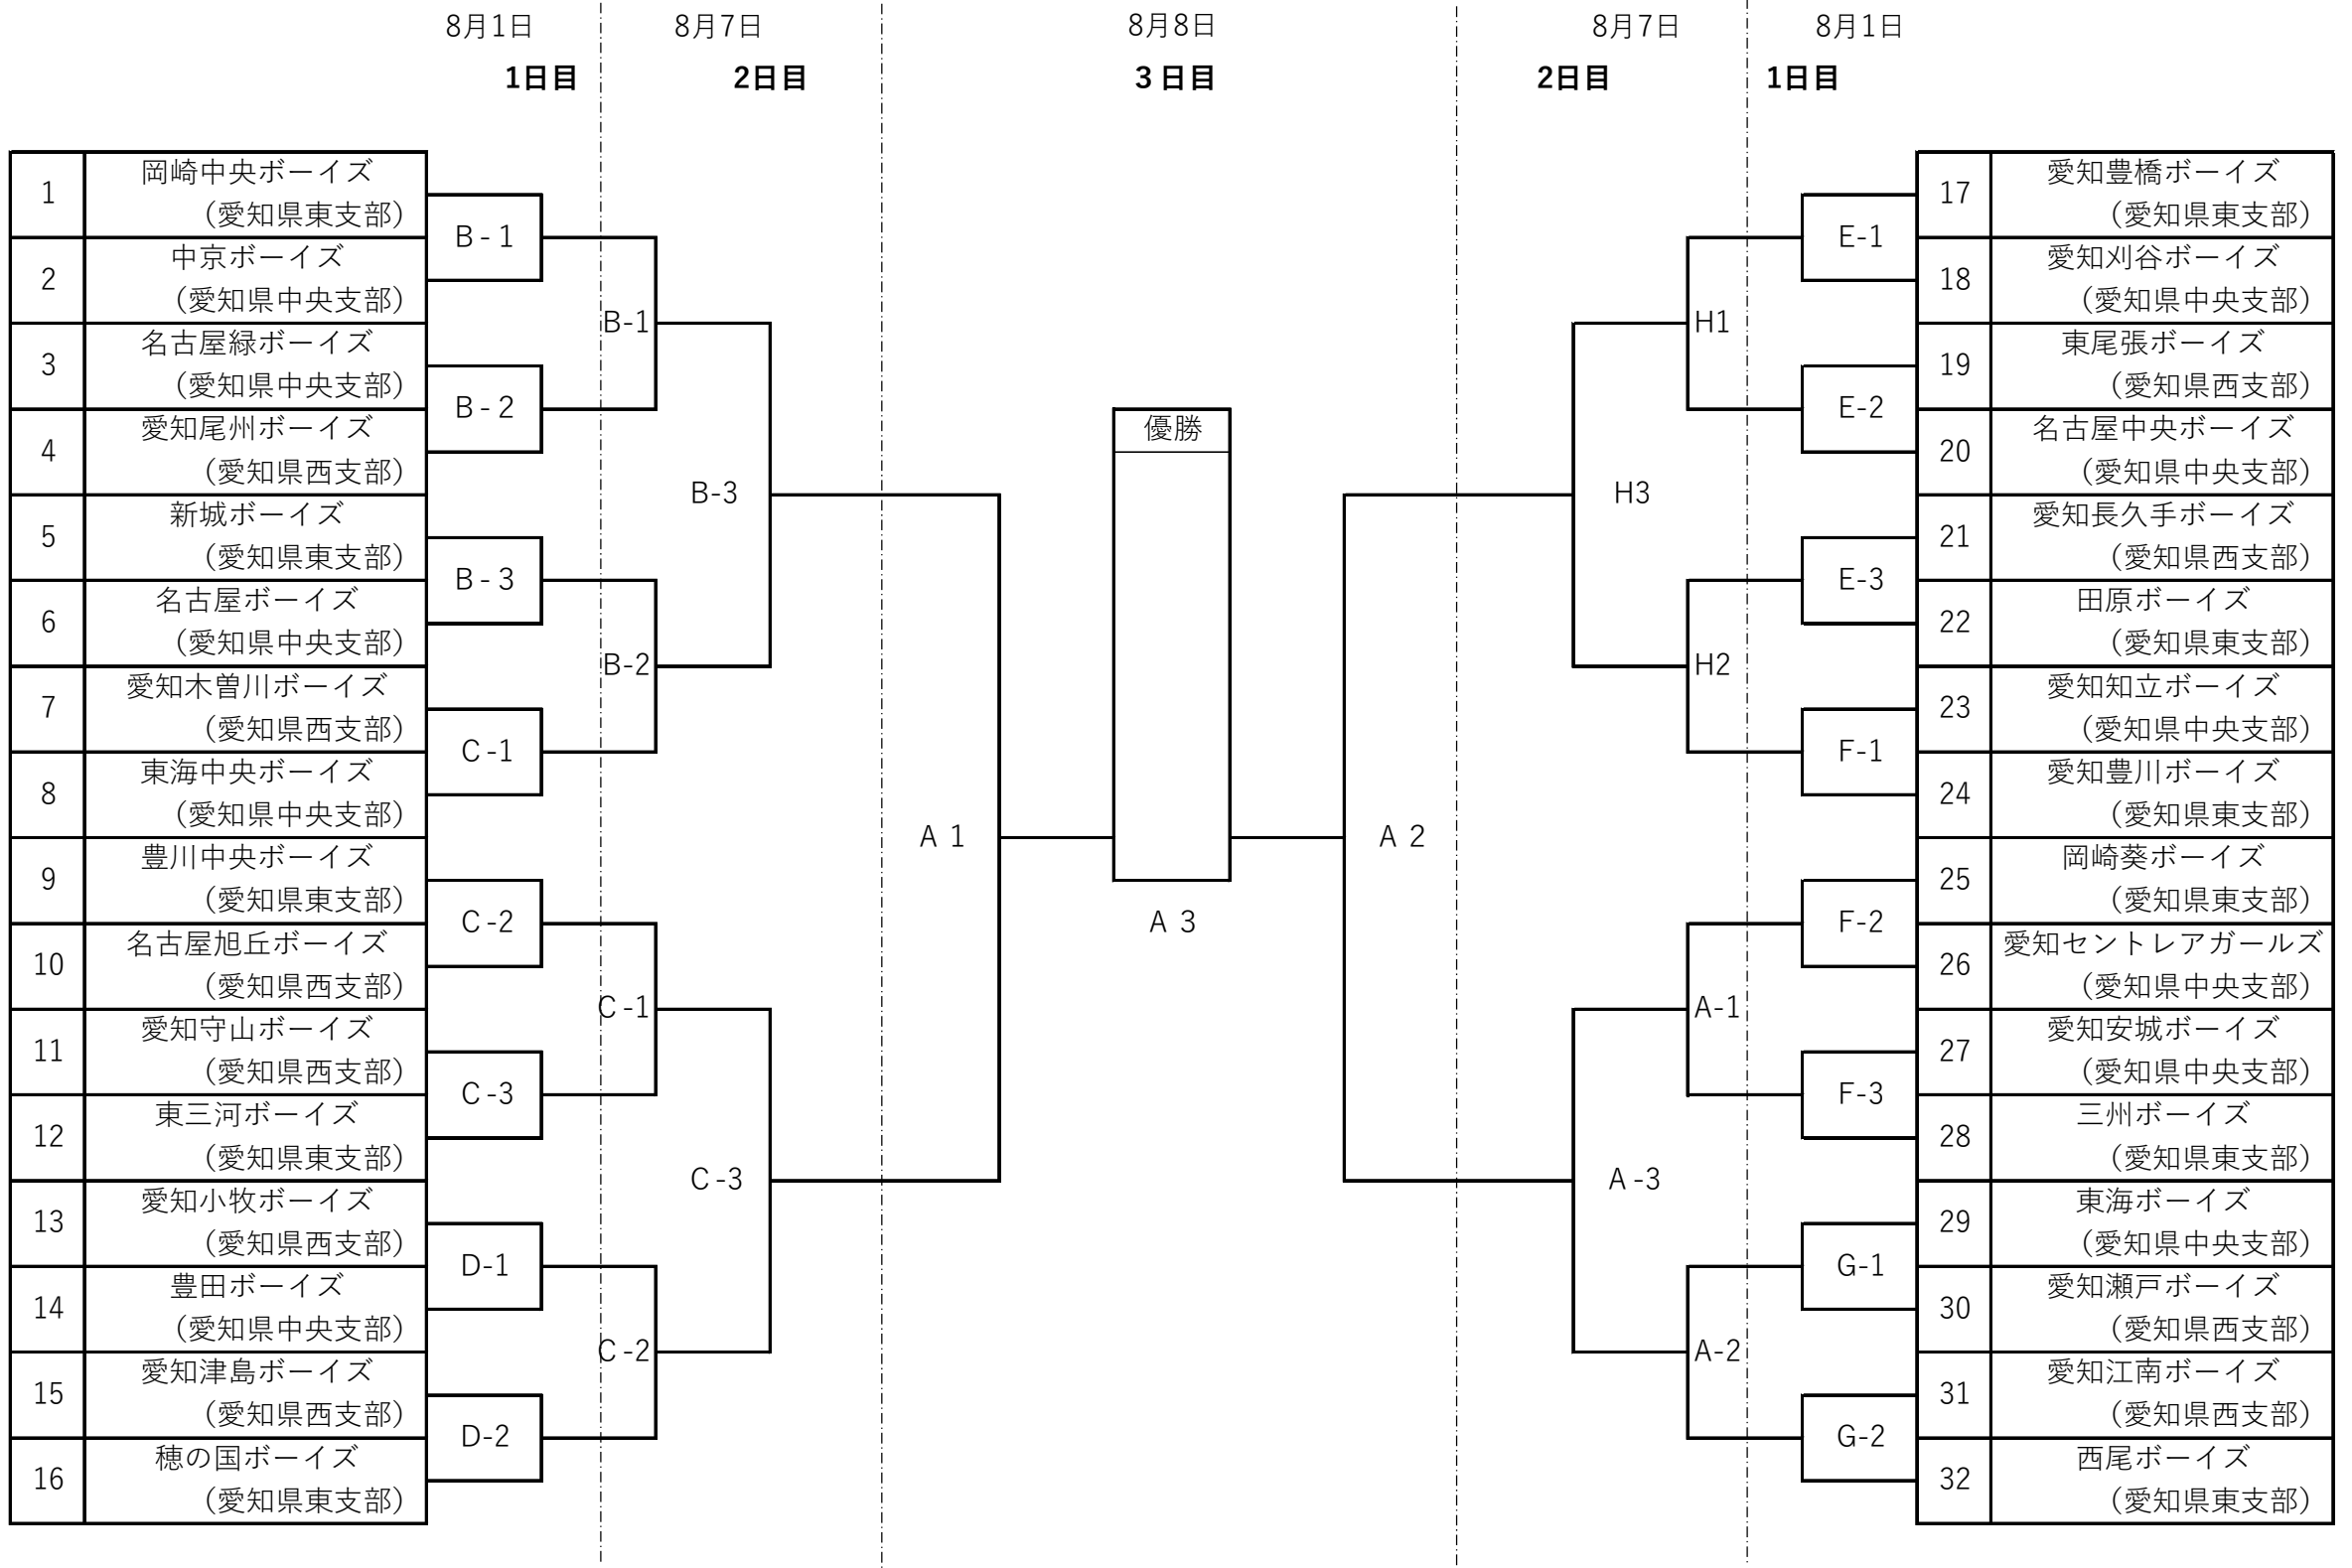 8月1日
8月7日
8月8日
8月7日
8月1日
1日目
2日目
3 日目
2日目
1日目
1
岡崎中央ボーイズ
（愛知県東支部）
2
中京ボーイズ
（愛知県中央支部）
3
名古屋緑ボーイズ
（愛知県中央支部）
4
愛知尾州ボーイズ
（愛知県西支部）
5
新城ボーイズ
（愛知県東支部）
6
名古屋ボーイズ
（愛知県中央支部）
7
愛知木曽川ボーイズ
（愛知県西支部）
8
東海中央ボーイズ
（愛知県中央支部）
9
豊川中央ボーイズ
（愛知県東支部）
10
名古屋旭丘ボーイズ
（愛知県西支部）
11
愛知守山ボーイズ
（愛知県西支部）
12
東三河ボーイズ
（愛知県東支部）
13
愛知小牧ボーイズ
（愛知県西支部）
14
豊田ボーイズ
（愛知県中央支部）
15
愛知津島ボーイズ
（愛知県西支部）
16
穂の国ボーイズ
（愛知県東支部）
B - 1
B - 2
B - 3
C -1
C -2
C -3
D-1
D-2
B-1
B-2
C -1
C -2
B-3
C -3
A 1
優勝
A 3
A 2
H3
A -3
H1
H2
A-1
A-2
E-1
E-2
E-3
F-1
F-2
F-3
G-1
G-2
17
愛知豊橋ボーイズ
（愛知県東支部）
18
愛知刈谷ボーイズ
（愛知県中央支部）
19
東尾張ボーイズ
（愛知県西支部）
20
名古屋中央ボーイズ
（愛知県中央支部）
21
愛知長久手ボーイズ
（愛知県西支部）
22
田原ボーイズ
（愛知県東支部）
23
愛知知立ボーイズ
（愛知県中央支部）
24
愛知豊川ボーイズ
（愛知県東支部）
25
岡崎葵ボーイズ
（愛知県東支部）
26
愛知セントレアガールズ
（愛知県中央支部）
27
愛知安城ボーイズ
（愛知県中央支部）
28
三州ボーイズ
（愛知県東支部）
29
東海ボーイズ
（愛知県中央支部）
30
愛知瀬戸ボーイズ
（愛知県西支部）
31
愛知江南ボーイズ
（愛知県西支部）
32
西尾ボーイズ
（愛知県東支部）